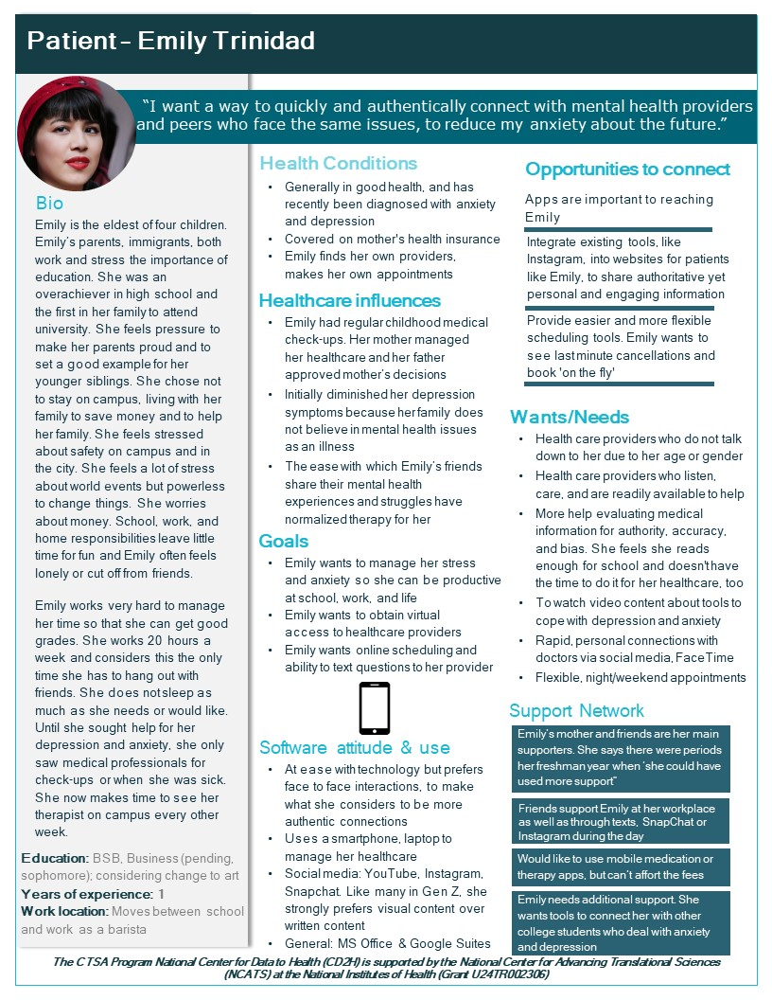 Patient – Emily Trinidad
“I want a way to quickly and authentically connect with mental health providers
and peers who face the same issues, to reduce my anxiety about the future.”
Bio
Emily is the eldest of four children.
Emily’s parents, immigrants, both
work and stress the importance of
education. She was an
overachiever in high school and
the first in her family to attend
university. She feels pressure to
make her parents proud and to
set a good example for her
younger siblings. She chose not
to stay on campus, living with her
family to save money and to help
her family. She feels stressed
about safety on campus and in
the city. She feels a lot of stress
about world events but powerless
to change things. She worries
about money. School, work, and
home responsibilities leave little
time for fun and Emily often feels
lonely or cut off from friends.
Emily works very hard to manage
her time so that she can get good
grades. She works 20 hours a
week and considers this the only
time she has to hang out with
friends. She does not sleep as
much as she needs or would like.
Until she sought help for her
depression and anxiety, she only
saw medical professionals for
check-ups or when she was sick.
She now makes time to see her
therapist on campus every other
week.
Education: BSB, Business (pending,
sophomore); considering change to art
Years of experience: 1
Work location: Moves between school
and work as a barista
Health Conditions
• Generally in good health, and has
recently been diagnosed with anxiety
and depression
• Covered on mother's health insurance
• Emily finds her own providers,
makes her own appointments
Healthcare influences
• Emily had regular childhood medical
check-ups. Her mother managed
her healthcare and her father
approved mother’s decisions
• Initially diminished her depression
symptoms because her family does
not believe in mental health issues
as an illness
• The ease with which Emily’s friends
share their mental health
experiences and struggles have
normalized therapy for her
Goals
• Emily wants to manage her stress
and anxiety so she can be productive
at school, work, and life
• Emily wants to obtain virtual
access to healthcare providers
• Emily wants online scheduling and
ability to text questions to her provider
Software attitude & use
• At ease with technology but prefers
face to face interactions, to make
what she considers to be more
authentic connections
• Uses a smartphone, laptop to
manage her healthcare
• Social media: YouTube, Instagram,
Snapchat. Like many in Gen Z, she
strongly prefers visual content over
written content
• General: MS Office & Google Suites
Opportunities to connect
Apps are important to reaching
Emily
Integrate existing tools, like
Instagram, into websites for patients
like Emily, to share authoritative yet
personal and engaging information
Provide easier and more flexible
scheduling tools. Emily wants to
see last minute cancellations and
book 'on the fly'
Wants/Needs
• Health care providers who do not talk
down to her due to her age or gender
• Health care providers who listen,
care, and are readily available to help
• More help evaluating medical
information for authority, accuracy,
and bias. She feels she reads
enough for school and doesn't have
the time to do it for her healthcare, too
• To watch video content about tools to
cope with depression and anxiety
• Rapid, personal connections with
doctors via social media, FaceTime
• Flexible, night/weekend appointments
Support Network
Emily’s mother and friends are her main
supporters. She says there were periods
her freshman year when ‘she could have
used more support”
Friends support Emily at her workplace
as well as through texts, SnapChat or
Instagram during the day
Would like to use mobile medication or
therapy apps, but can’t affort the fees
Emily needs additional support. She
wants tools to connect her with other
college students who deal with anxiety
and depression
The CTSA Program National Center for Data to Health (CD2H) is supported by the National Center for Advancing Translational Sciences
(NCATS) at the National Institutes of Health (Grant U24TR002306)